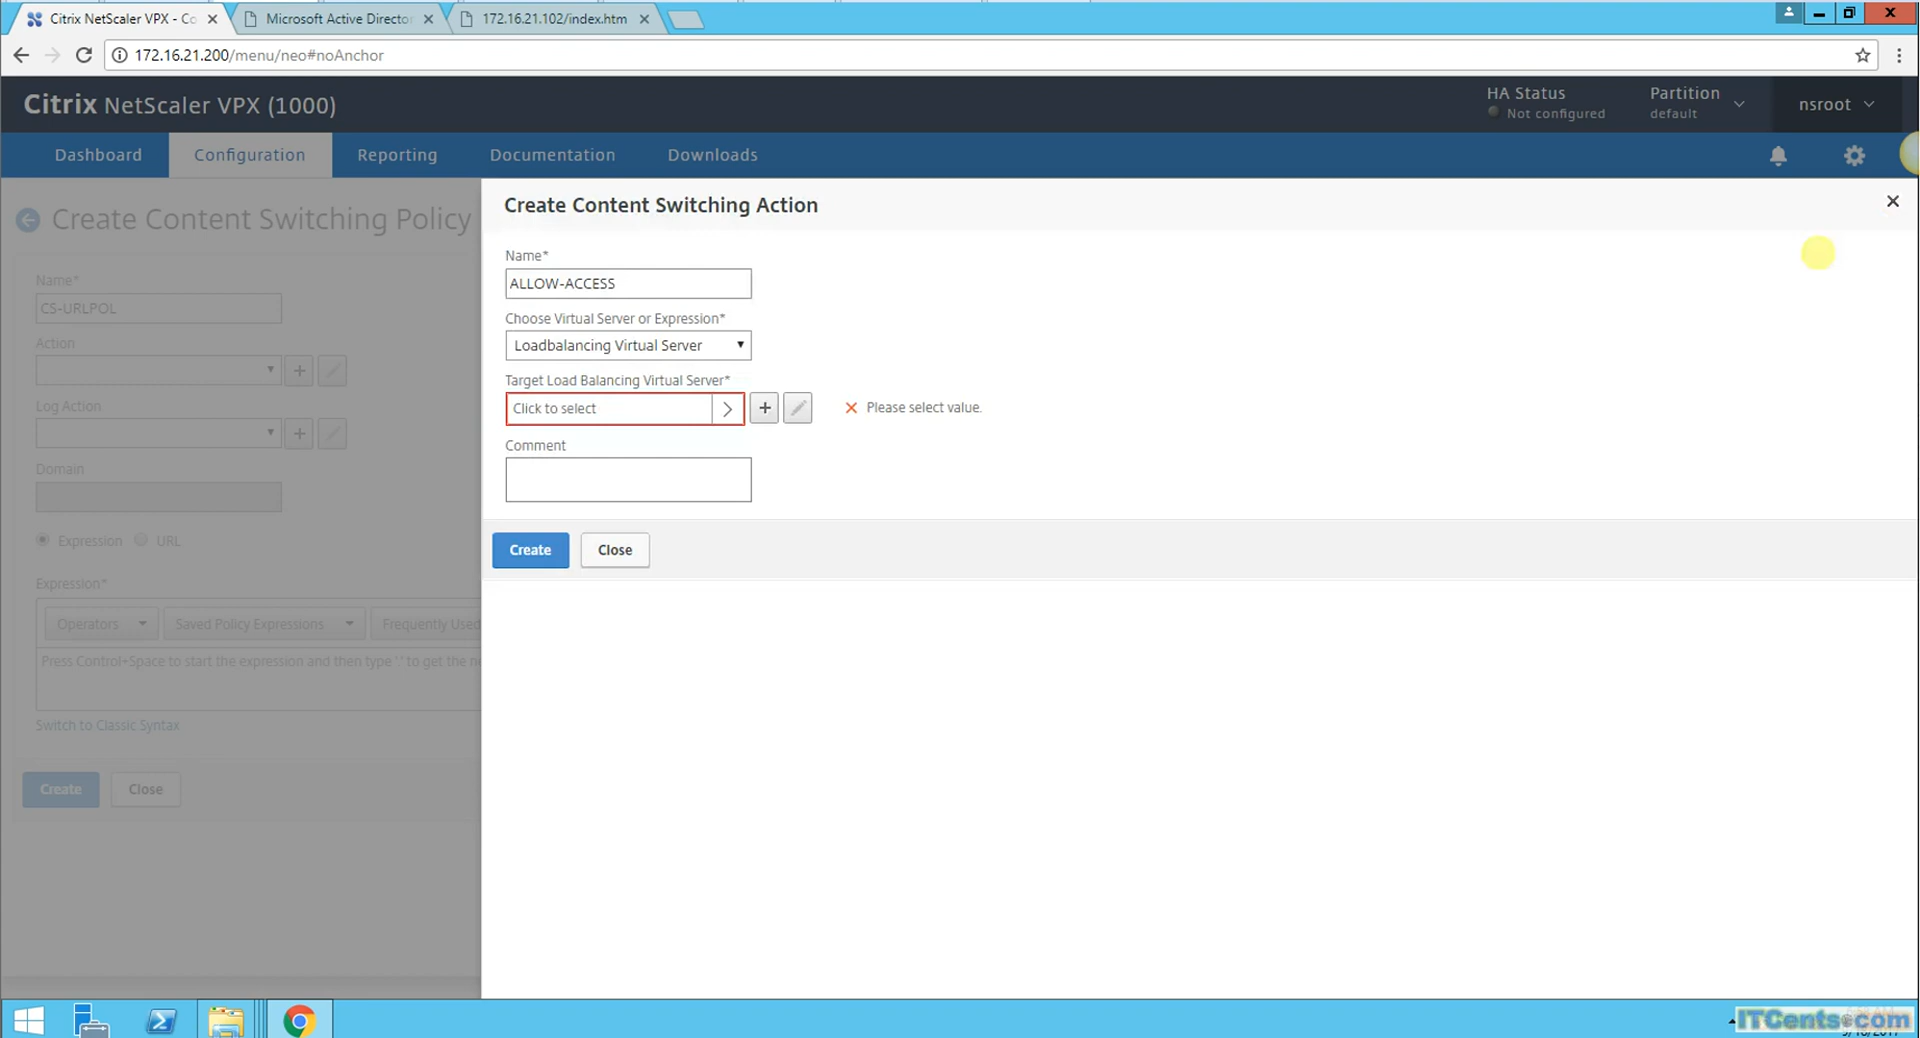 Citrix NetScaler VPX - Co
Microsoft Active Director
172.16.21.102/index.htm
172.16.21.200/menu/neo#noAnchor
Citrix NetScaler VPX (1000)
HA Status
Not configured
Partition
default
nsroot
Dashboard
Configuration
Reporting
Documentation
Downloads
Create Content Switching Policy
Name*
CS-URLPOL
Action
Log Action
Domain
Expression
URL
Expression*
Operators
Saved Policy Expressions
Frequently Used
Press Control+Space to start the expression and then type '.' to get the ne
Switch to Classic Syntax
Create
Close
Create Content Switching Action
Name*
ALLOW-ACCESS
Choose Virtual Server or Expression*
Loadbalancing Virtual Server
Target Load Balancing Virtual Server*
Click to select
Please select value.
Comment
Create
Close
ITCents.com